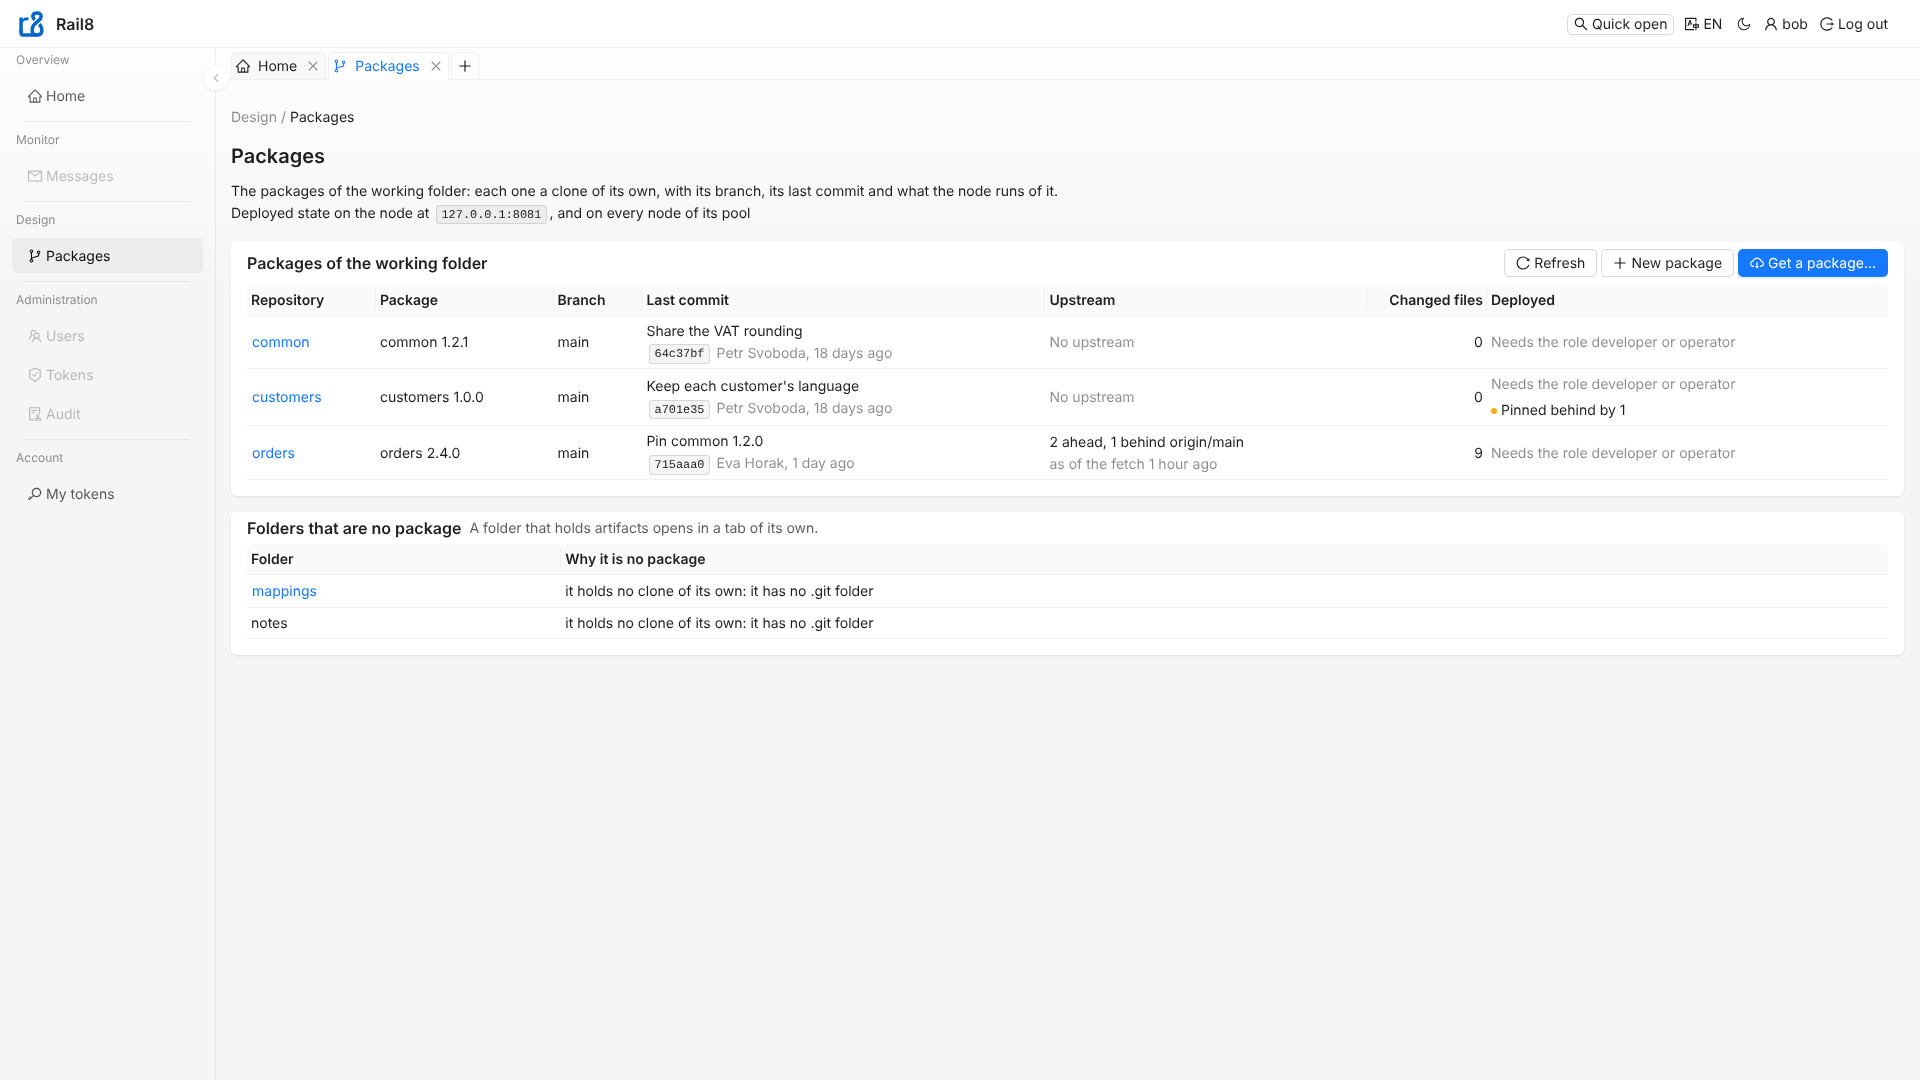 Rail8
Quick open
EN
bob
Log out
Overview
Home
Monitor
Messages
Design
Packages
Administration
Users
Tokens
Audit
Account
My tokens
Home
Packages
Design / Packages
Packages
The packages of the working folder: each one a clone of its own, with its branch, its last commit and what the node runs of it.
Deployed state on the node at 127.0.0.1:8081, and on every node of its pool
Packages of the working folder
Refresh
New package
Get a package...
Repository Package Branch Last commit Upstream Changed files Deployed
common common 1.2.1 main Share the VAT rounding No upstream 0 Needs the role developer or operator
64c37bf Petr Svoboda, 18 days ago
customers customers 1.0.0 main Keep each customer's language No upstream 0 Needs the role developer or operator
a701e35 Petr Svoboda, 18 days ago Pinned behind by 1
orders orders 2.4.0 main Pin common 1.2.0 2 ahead, 1 behind origin/main 9 Needs the role developer or operator
715aaa0 Eva Horak, 1 day ago as of the fetch 1 hour ago
Folders that are no package A folder that holds artifacts opens in a tab of its own.
Folder Why it is no package
mappings it holds no clone of its own: it has no .git folder
notes it holds no clone of its own: it has no .git folder